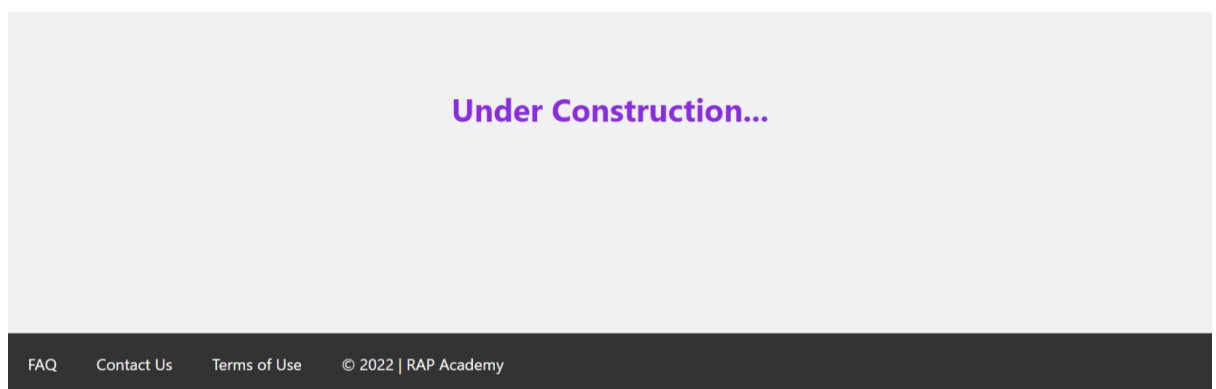 Under Construction...
FAQ Contact Us Terms of Use © 2022 | RAP Academy